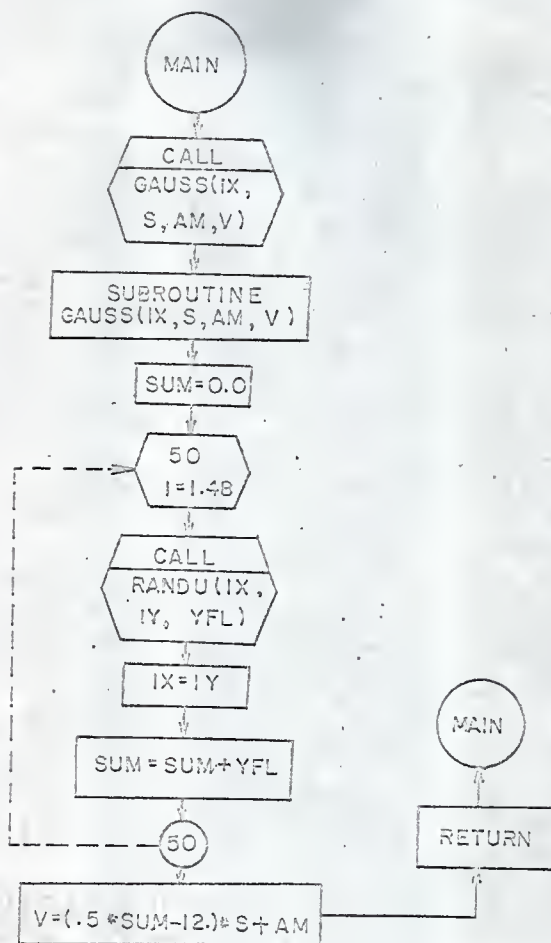 MAIN
CALL
GAUSS(IX,
S, AM, V)
SUBROUTINE
GAUSS(IX, S, AM, V)
SUM=0.0
50
I=1.48
CALL
RANDU(IX,
IY, YFL)
IX=IY
SUM=SUM+YFL
50
V=(.5*SUM-12.)*S+AM
RETURN
MAIN